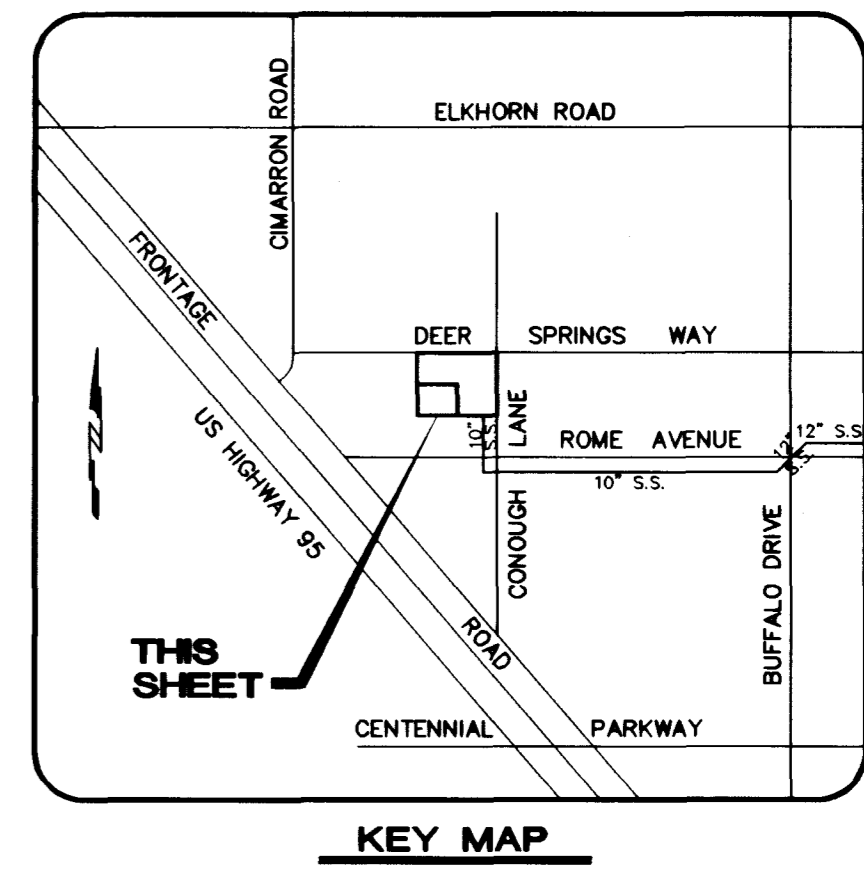 CIMARRON ROAD
ELKHORN ROAD
FRONTAGE
ROAD
US HIGHWAY 95
DEER SPRINGS WAY
10" S.S.
CONOUGH LANE
ROME AVENUE
12" S.S.
12" S.S
10" S.S.
BUFFALO DRIVE
N
THIS
SHEET
CENTENNIAL PARKWAY
KEY MAP